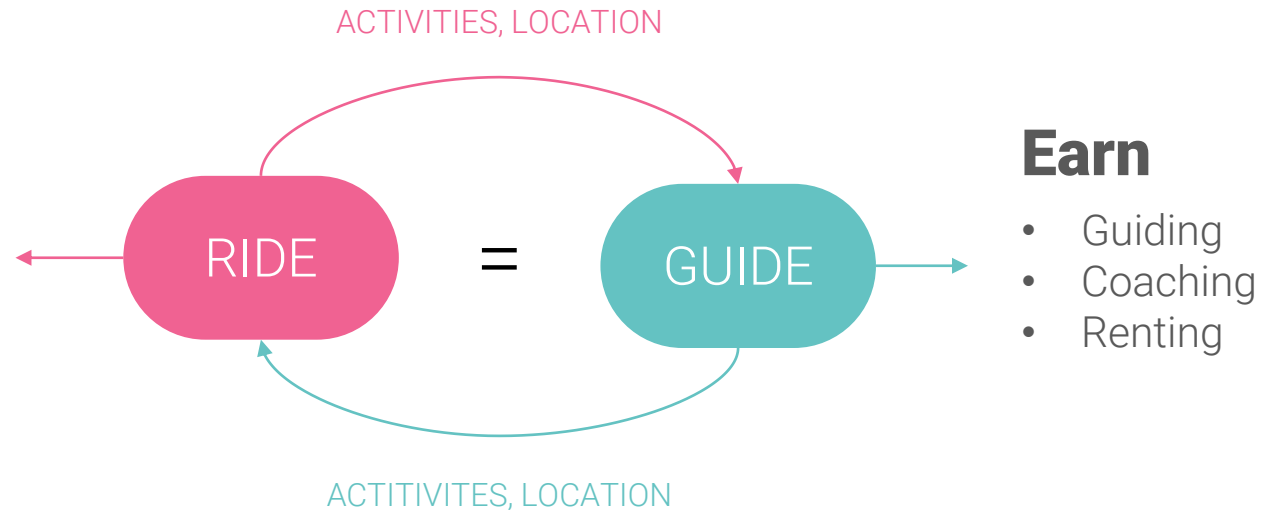 ACTIVITIES, LOCATION
RIDE
=
GUIDE
Earn
• Guiding
• Coaching
• Renting
ACTITIVITES, LOCATION